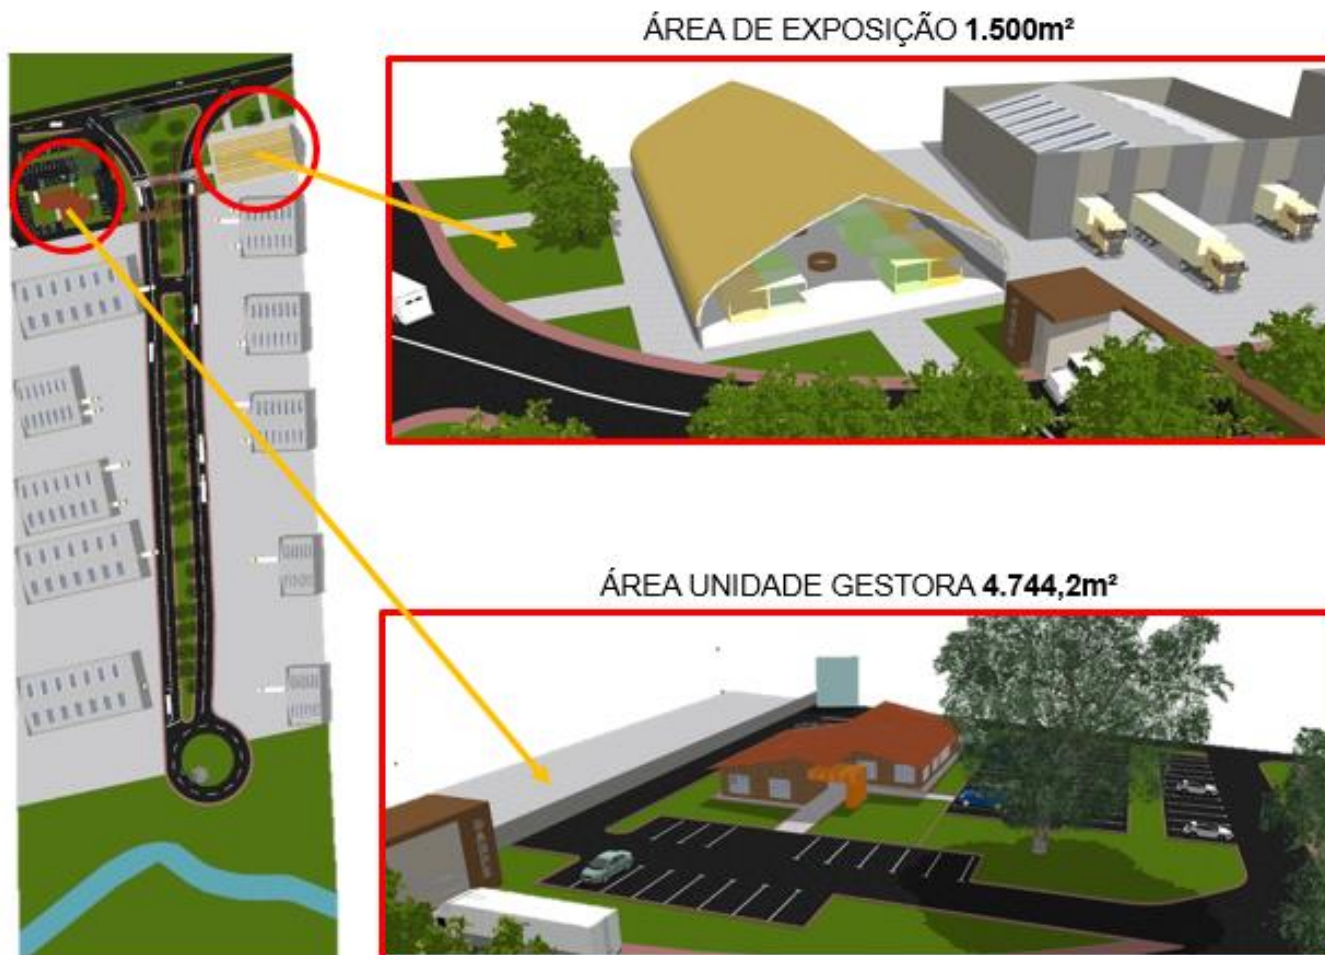 ÁREA DE EXPOSIÇÃO 1.500m²
ÁREA UNIDADE GESTORA 4.744,2m²